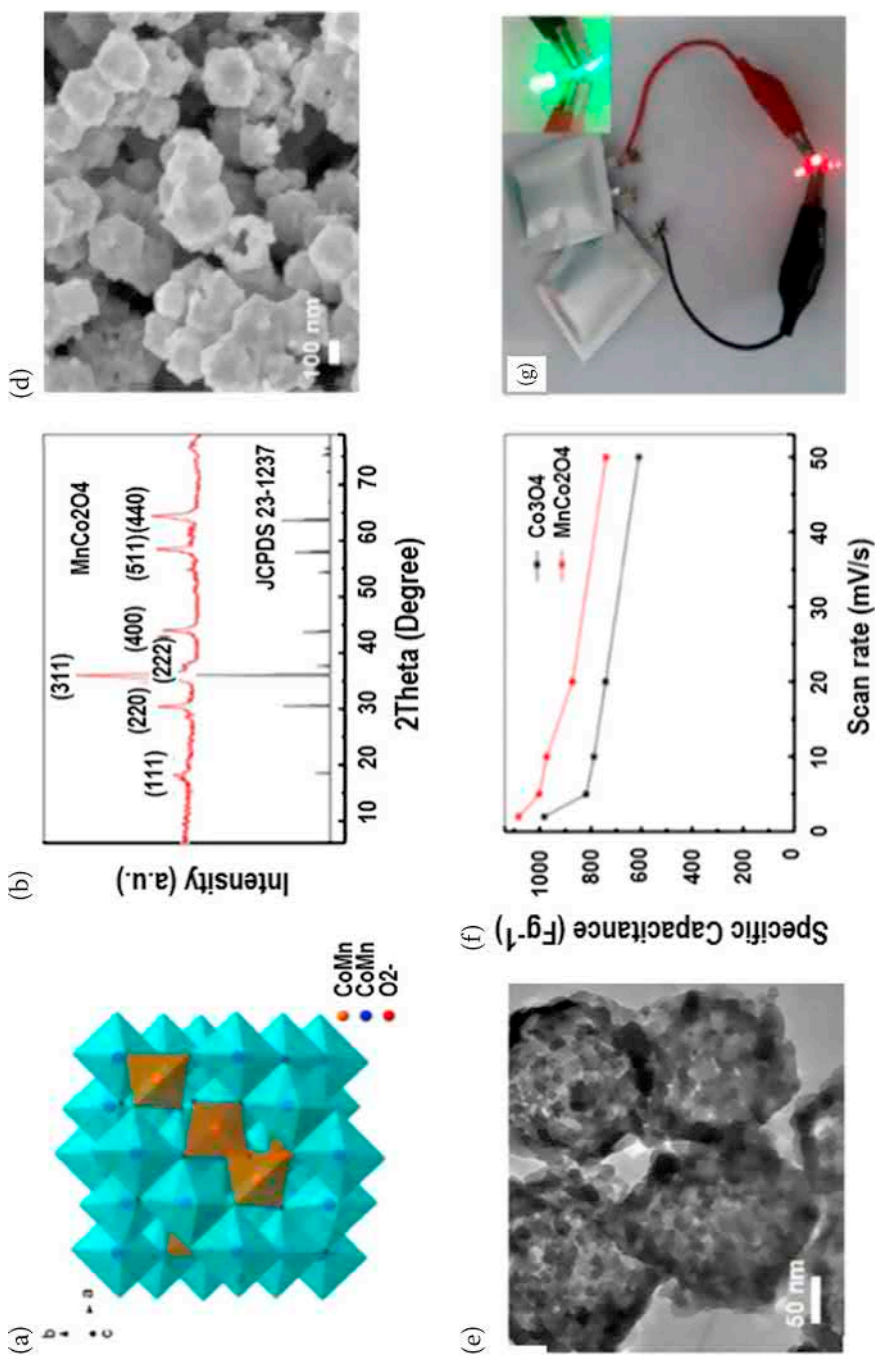 (a)
b
a
c
CoMn
CoMn
O2-
(b)
Intensity (a.u.)
(111)
(220)
(311)
(222)
(400)
(511)
(440)
MnCo2O4
JCPDS 23-1237
10
20
30
40
50
60
70
2Theta (Degree)
(d)
100 nm
(e)
50 nm
(f)
Specific Capacitance (Fg-1)
1000
800
600
400
200
0
Co3O4
MnCo2O4
0
10
20
30
40
50
Scan rate (mV/s)
(g)